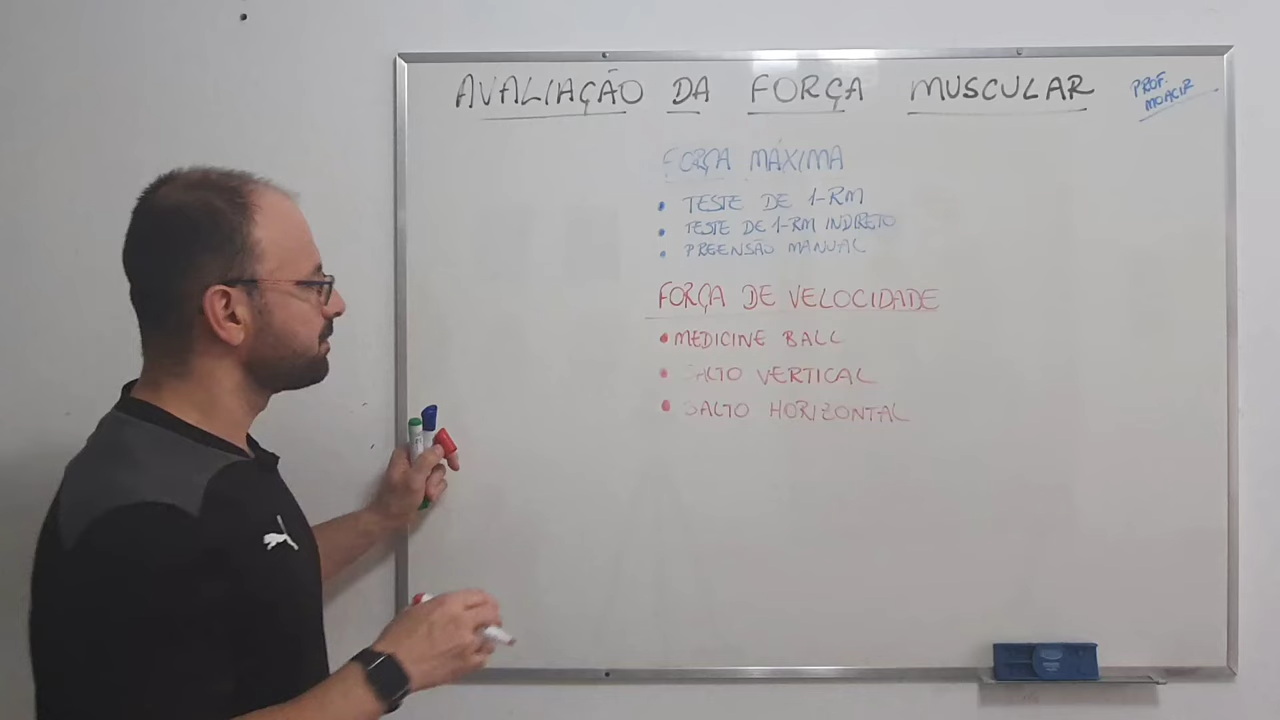 AVALIAÇÃO DA FORÇA MUSCULAR
PROF.
MOACIR
FORÇA MÁXIMA
• TESTE DE 1-RM
• TESTE DE 1-RM INDIRETO
• PREENSÃO MANUAL
FORÇA DE VELOCIDADE
• MEDICINE BALL
• SALTO VERTICAL
• SALTO HORIZONTAL